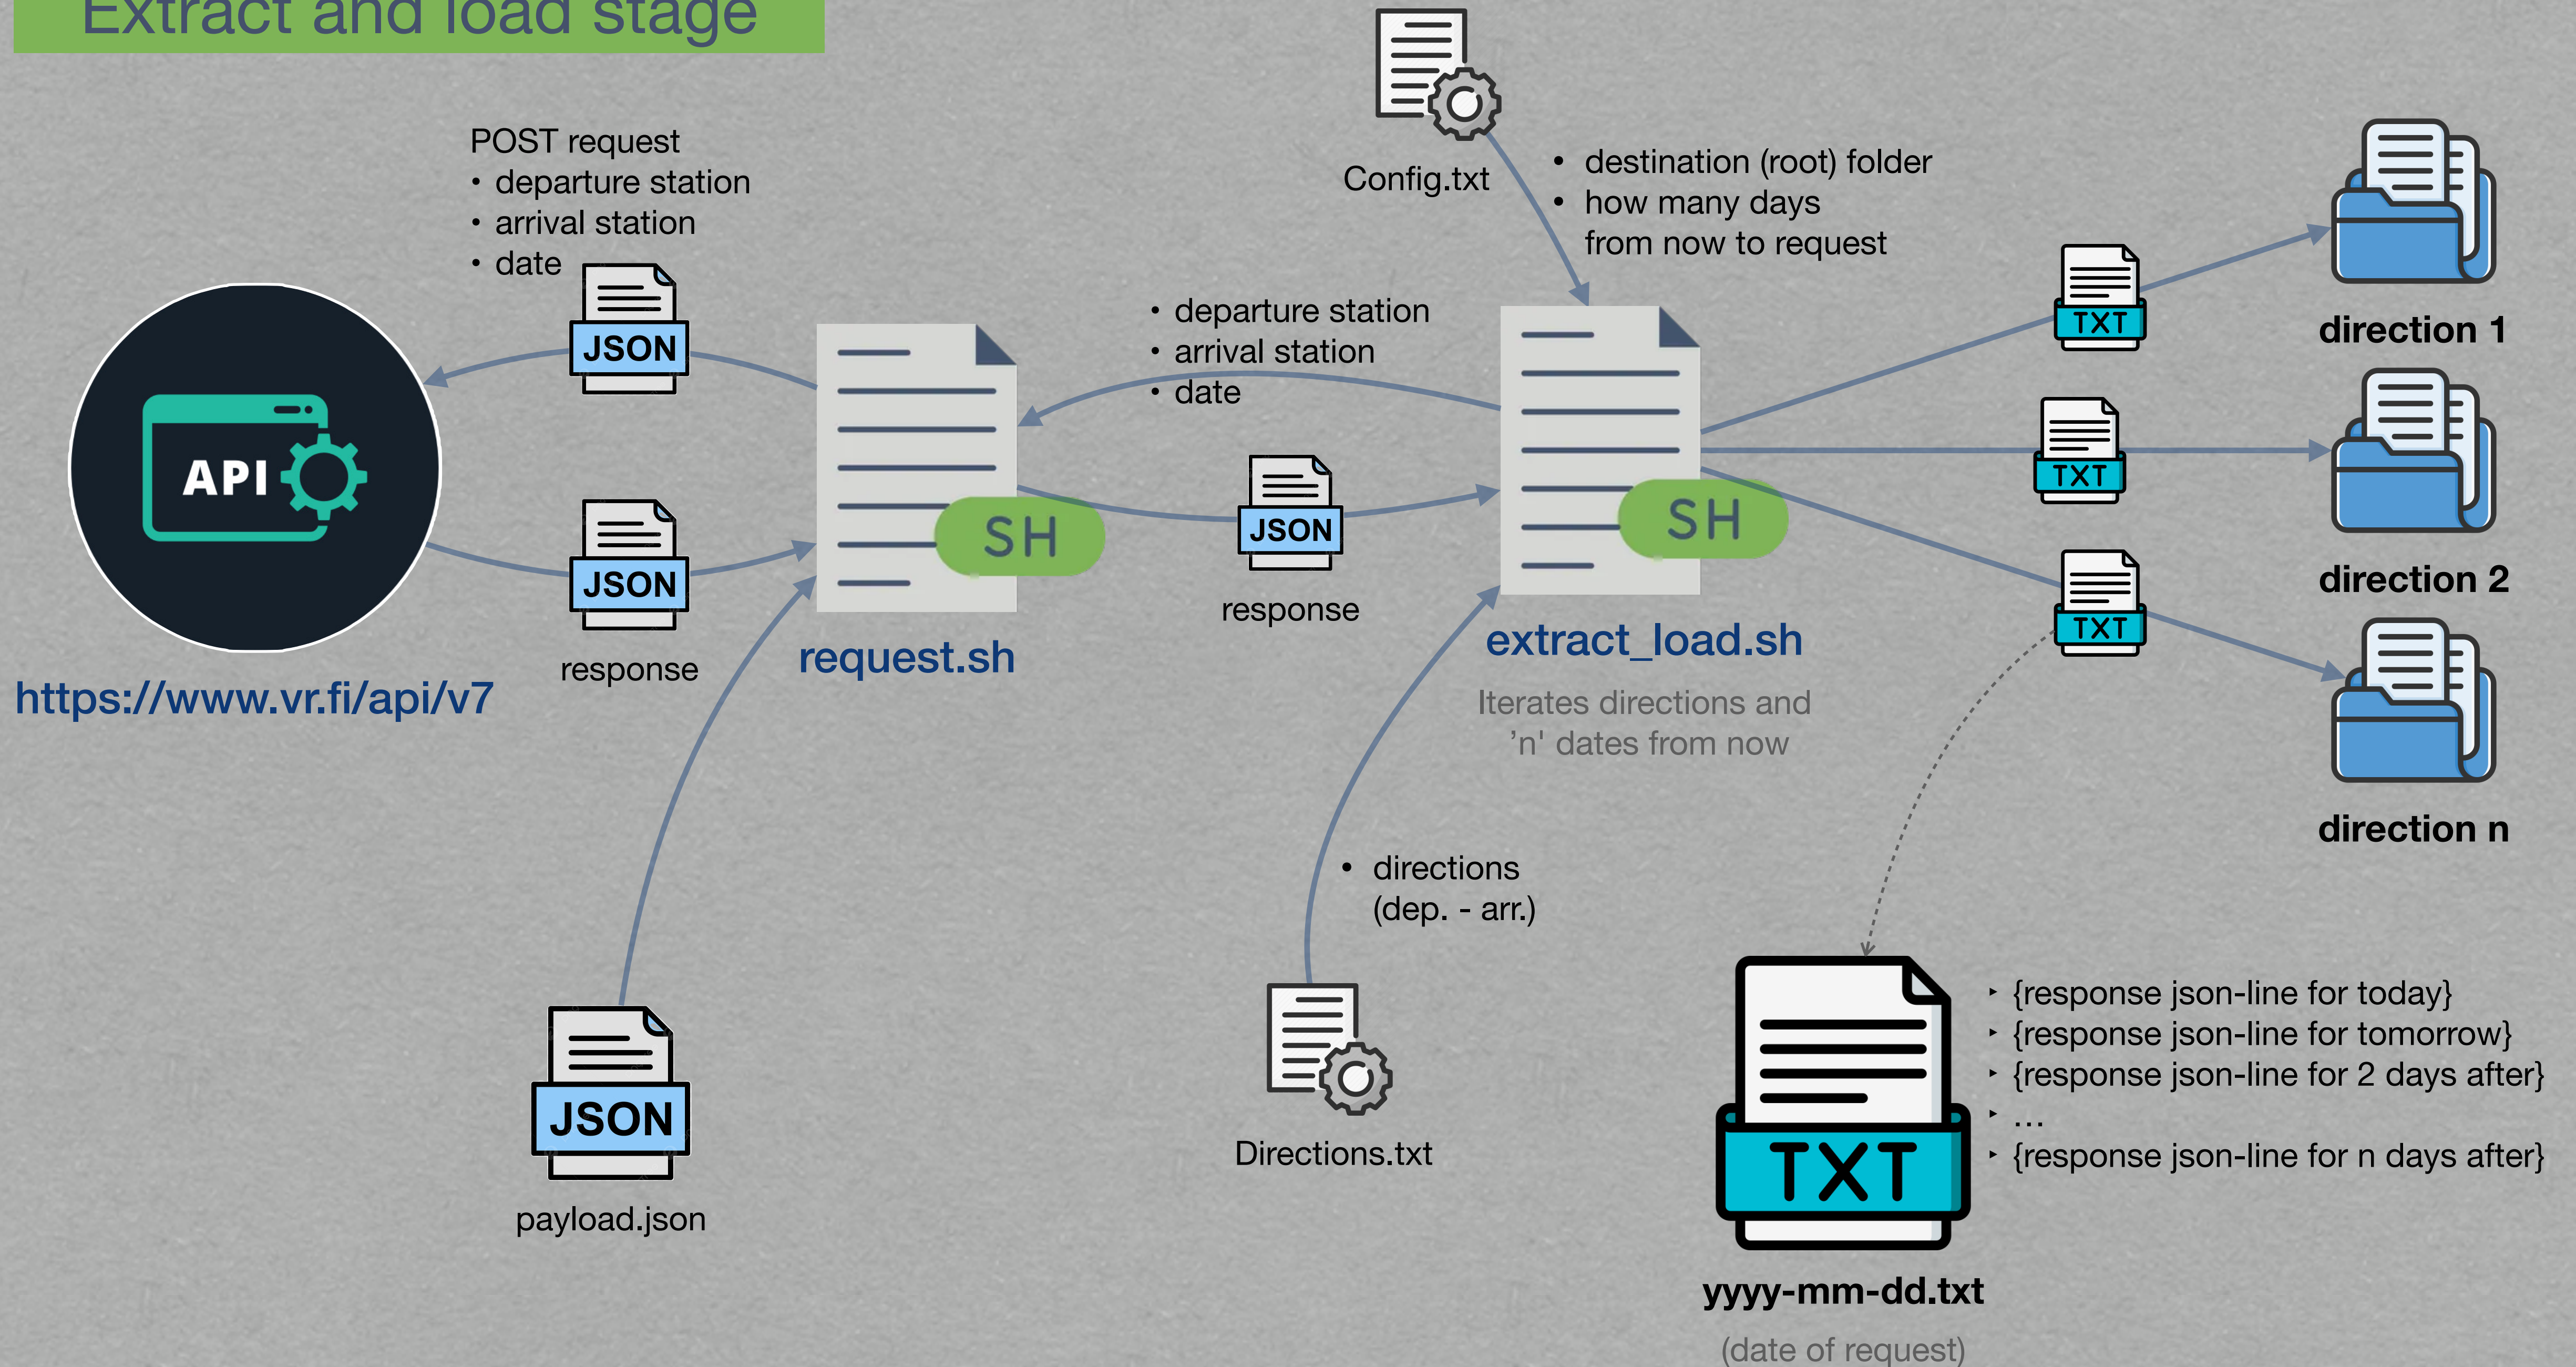 Extract and load stage
POST request
• departure station
• arrival station
• date
JSON
API
https://www.vr.fi/api/v7
JSON
response
SH
request.sh
JSON
payload.json
• departure station
• arrival station
• date
JSON
response
Config.txt
• destination (root) folder
• how many days
from now to request
SH
extract_load.sh
Iterates directions and
'n' dates from now
• directions
(dep. - arr.)
Directions.txt
TXT
direction 1
TXT
direction 2
TXT
direction n
TXT
‣ {response json-line for today}
‣ {response json-line for tomorrow}
‣ {response json-line for 2 days after}
‣ ...
‣ {response json-line for n days after}
yyyy-mm-dd.txt
(date of request)